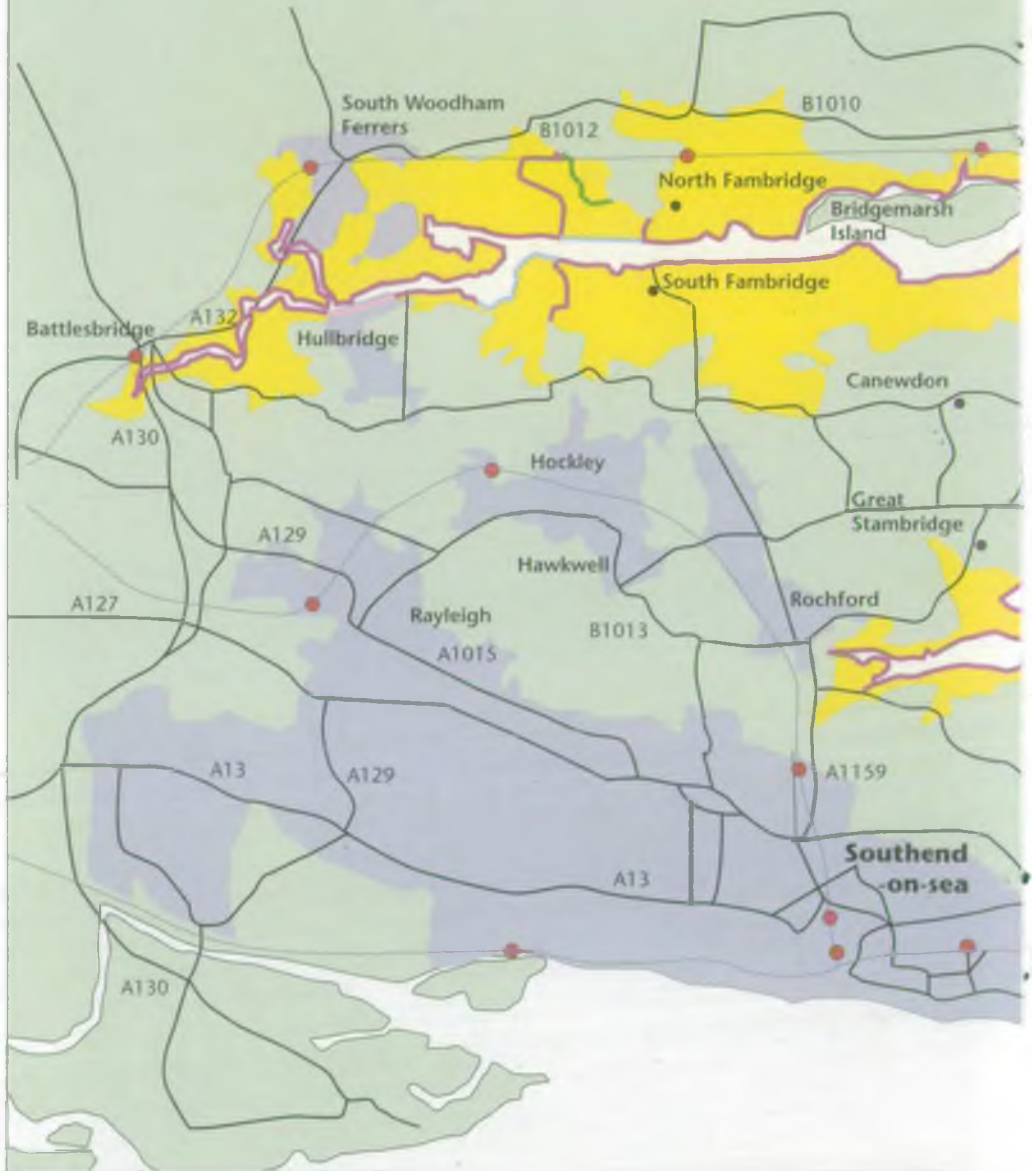 South Woodham
Ferrers
B1012
B1010
North Fambridge
Bridgemarsh
Island
South Fambridge
Battlesbridge
A132
Hullbridge
Canewdon
A130
Hockley
Great
Stambridge
A129
Hawkwell
A127
Rayleigh
B1013
Rochford
A1015
A13
A129
A1159
Southend
-on-sea
A13
A130